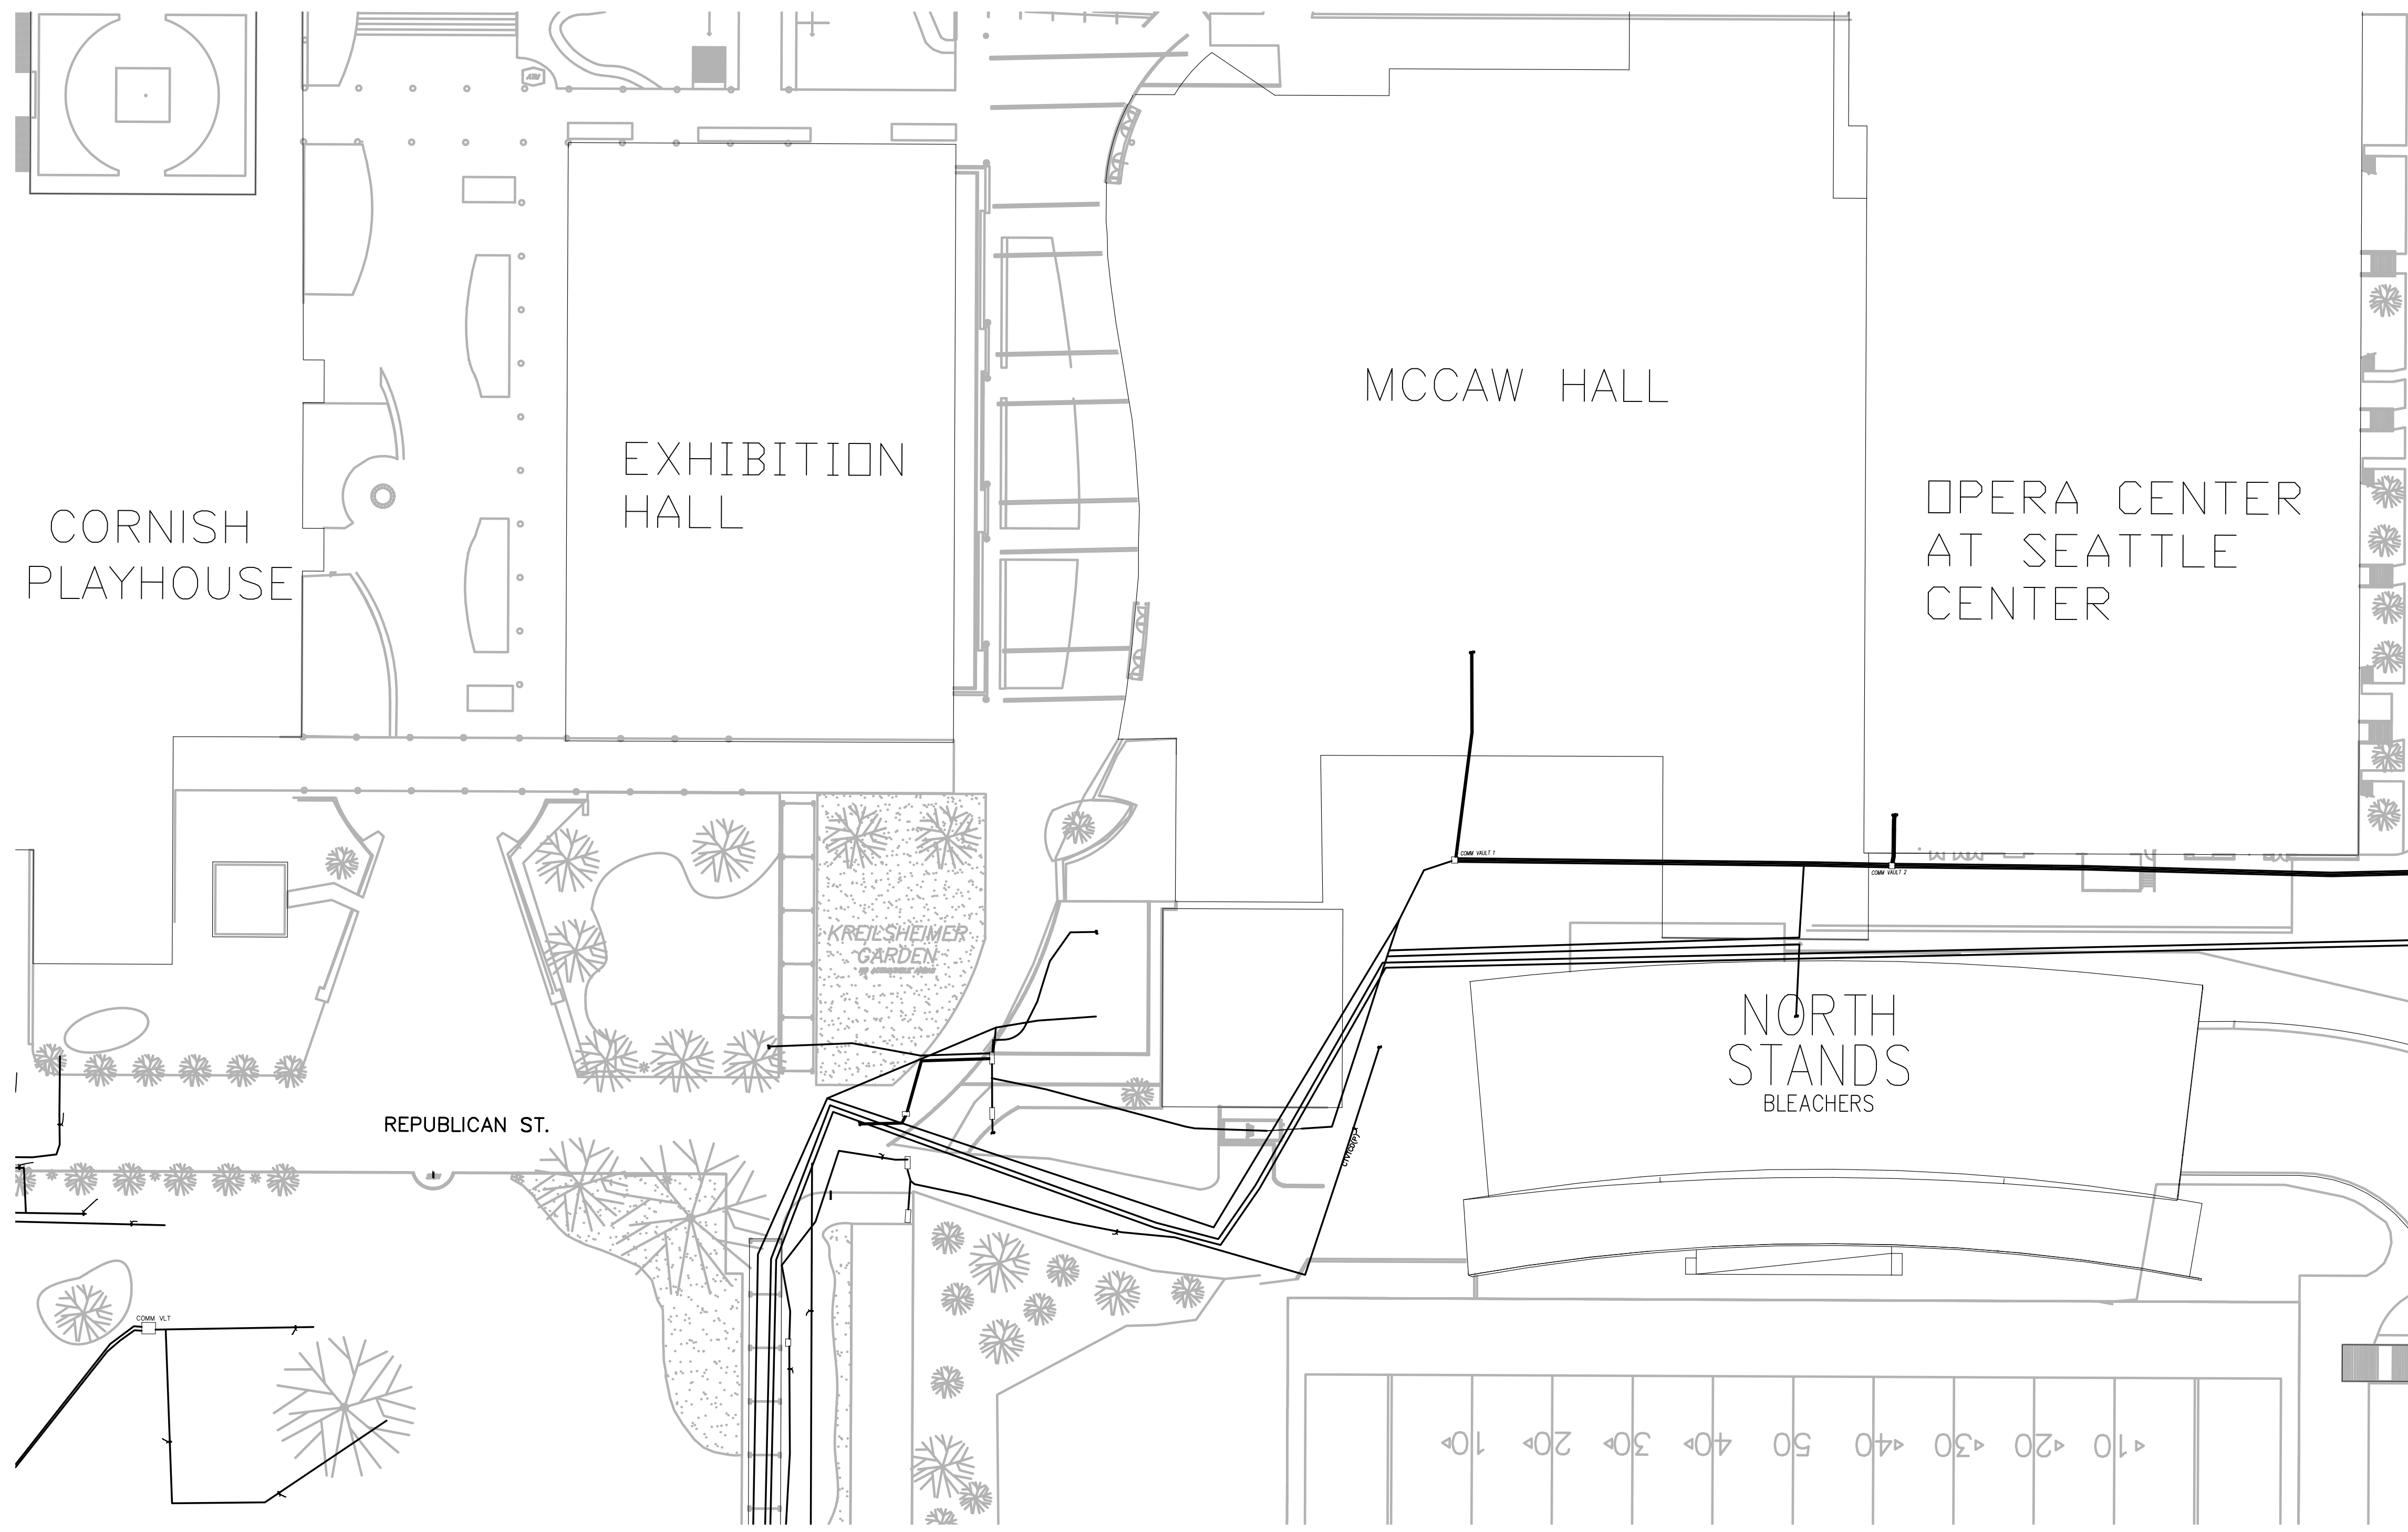 ATM
MCCAW HALL
EXHIBITION
HALL
OPERA CENTER
AT SEATTLE
CENTER
CORNISH
PLAYHOUSE
COMM VAULT 1
COMM VAULT 2
KREILSHEIMER
GARDEN
NORTH
STANDS
BLEACHERS
REPUBLICAN ST.
COMM VLT
10 20 30 40 50 40 30 20 10